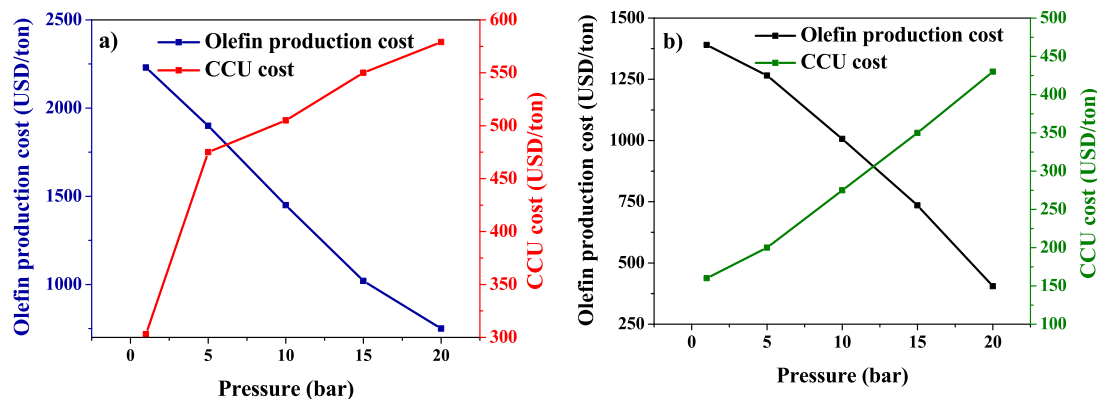 a)
Olefin production cost
CCU cost
Olefin production cost (USD/ton)
2500
2000
1500
1000
CCU cost (USD/ton)
600
550
500
450
400
350
300
0 5 10 15 20
Pressure (bar)
b)
Olefin production cost
CCU cost
Olefin production cost (USD/ton)
1500
1250
1000
750
500
250
CCU cost (USD/ton)
500
450
400
350
300
250
200
150
100
0 5 10 15 20
Pressure (bar)